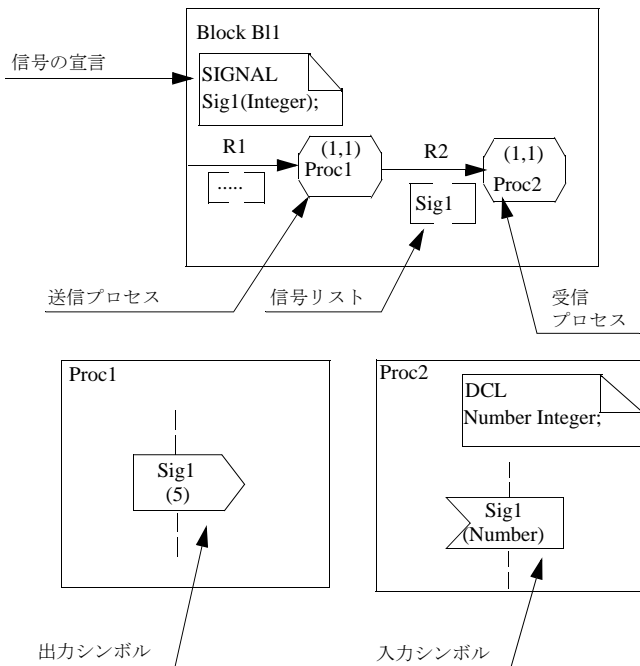 Block Bl1
信号の宣言
SIGNAL
Sig1(Integer);
R1
(1,1)
Proc1
R2
(1,1)
Proc2
.....
Sig1
送信プロセス
信号リスト
受信
プロセス
Proc1
Sig1
(5)
出力シンボル
Proc2
DCL
Number Integer;
Sig1
(Number)
入力シンボル